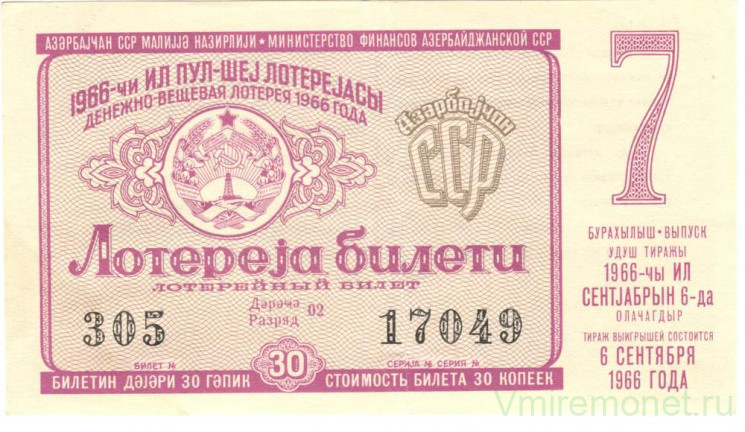 АЗӘРБАЈҸАН ССР МАЛИЈЈӘ НАЗИРЛИЈИ ★ МИНИСТЕРСТВО ФИНАНСОВ АЗЕРБАЙДЖАНСКОЙ ССР
1966-чи ИЛ ПУЛ-ШЕЈ ЛОТЕРЕЈАСЫ
ДЕНЕЖНО-ВЕЩЕВАЯ ЛОТЕРЕЯ 1966 ГОДА
Азәрбајҹан
ССР
Лотереја билети
ЛОТЕРЕЙНЫЙ БИЛЕТ
Дәрәҹә
Разряд 02
305
17049
БИЛЕТ №
СЕРИЈА № СЕРИЯ №
30
БИЛЕТИН ДӘЈӘРИ 30 ГӘПИК
СТОИМОСТЬ БИЛЕТА 30 КОПЕЕК
7
БУРАХЫЛЫШ • ВЫПУСК
УДУШ ТИРАЖЫ
1966-чы ИЛ
СЕНТЈАБРЫН 6-да
ОЛАЧАГДЫР
ТИРАЖ ВЫИГРЫШЕЙ СОСТОИТСЯ
6 СЕНТЯБРЯ
1966 ГОДА
Vmiremonet.ru